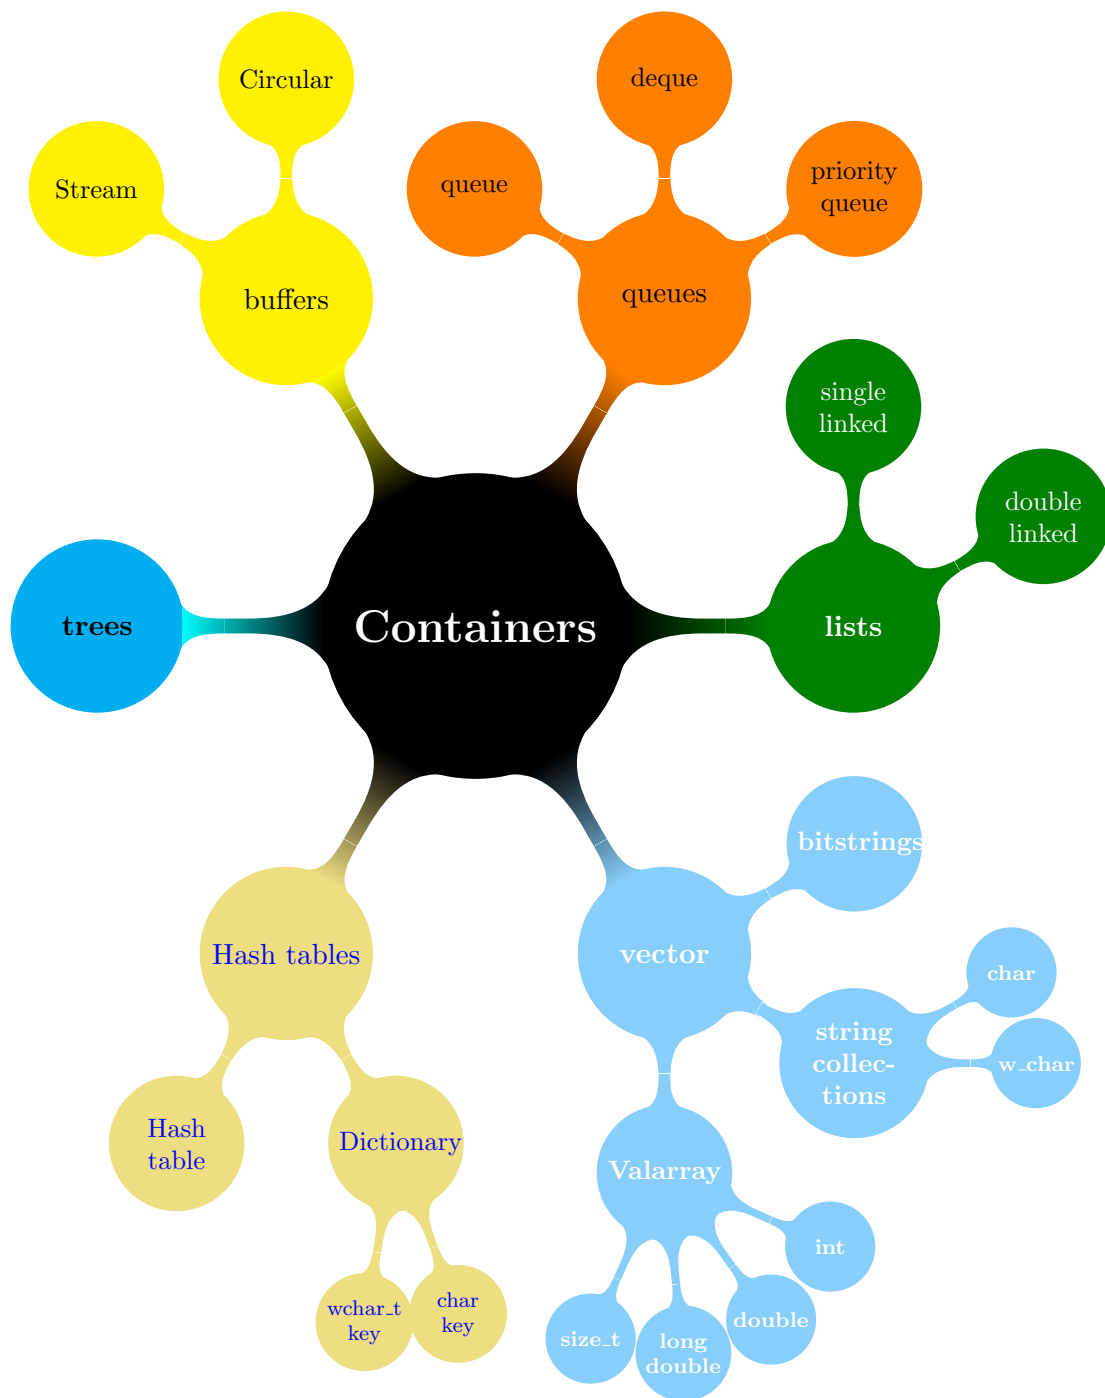 Circular
deque
Stream
queue
priority
queue
buffers
queues
single
linked
double
linked
trees
Containers
lists
bitstrings
Hash tables
vector
char
string
collec-
tions
w_char
Hash
table
Dictionary
Valarray
int
wchar_t
key
char
key
size_t
long
double
double